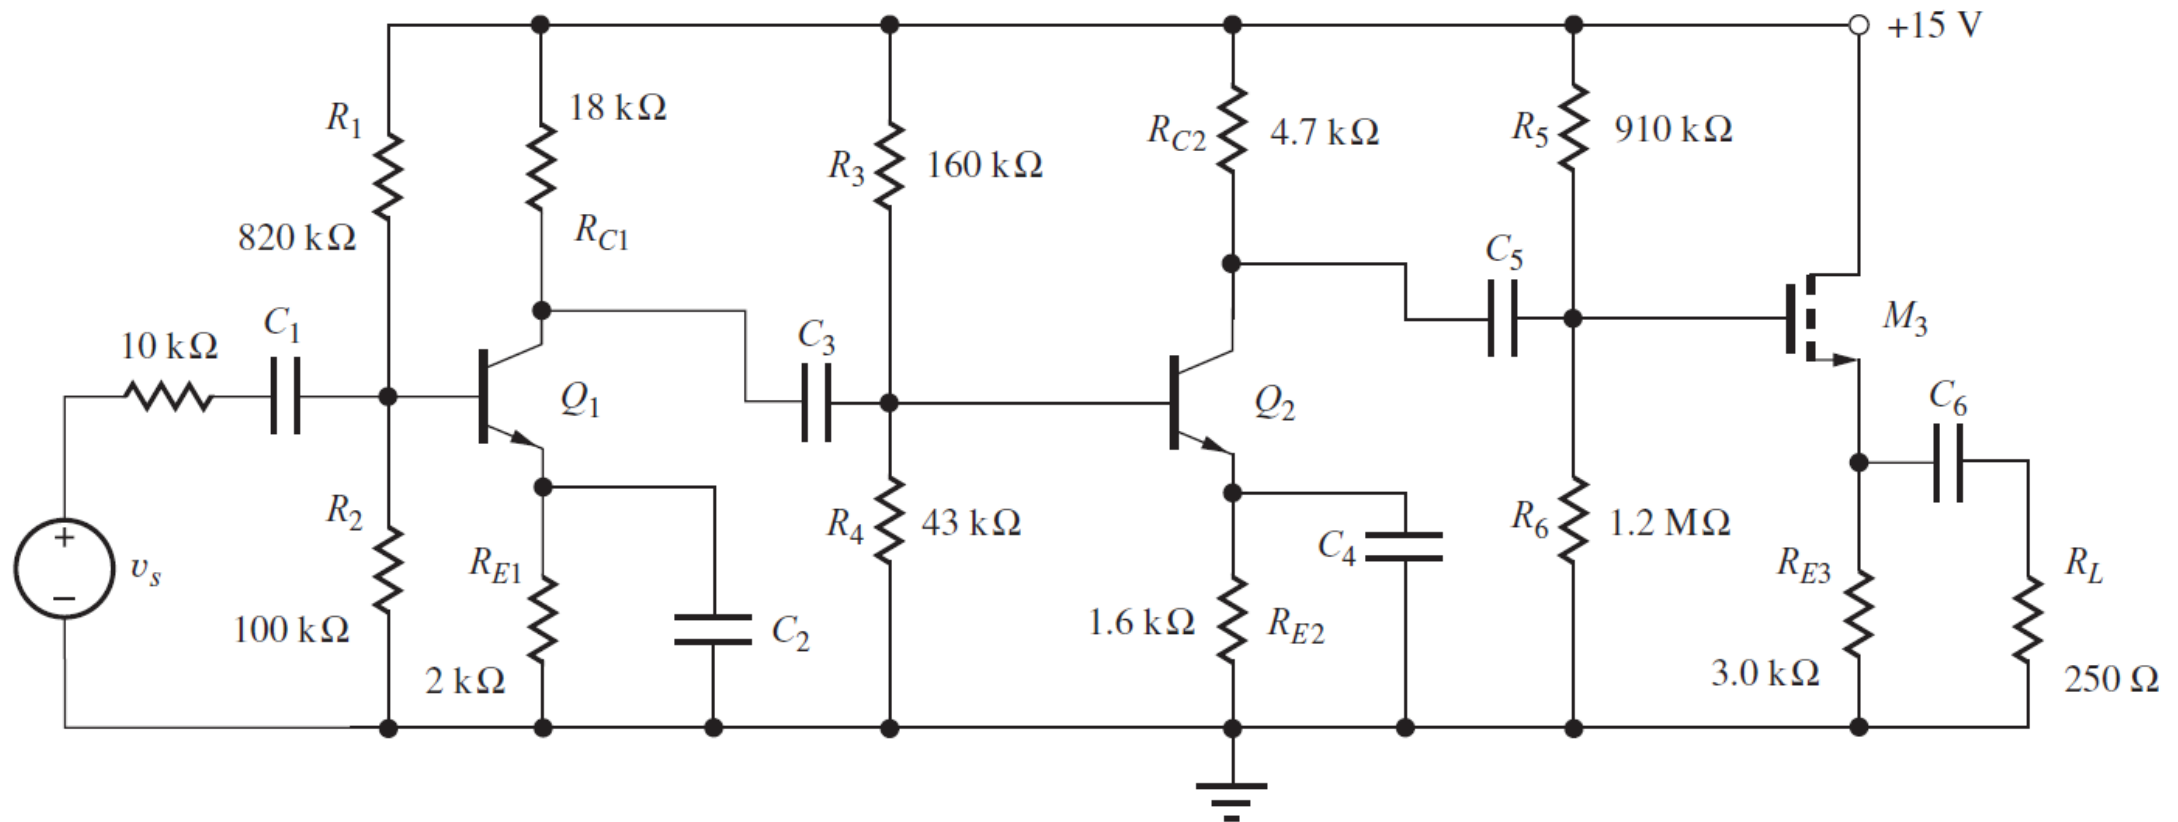 +15 V
R1
18 kΩ
RC1
820 kΩ
R3
160 kΩ
RC2
4.7 kΩ
R5
910 kΩ
C5
M3
10 kΩ
C1
C3
Q1
Q2
C6
+
−
vs
R2
100 kΩ
RE1
2 kΩ
C2
R4
43 kΩ
C4
1.6 kΩ
RE2
R6
1.2 MΩ
RE3
3.0 kΩ
RL
250 Ω